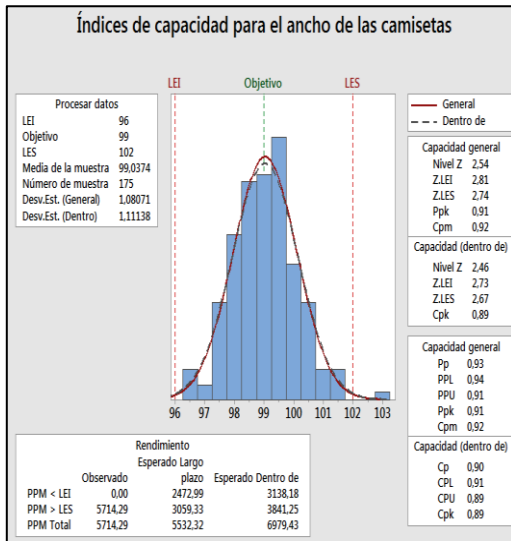 Índices de capacidad para el ancho de las camisetas
LEI Objetivo LES
Procesar datos
LEI 96
Objetivo 99
LES 102
Media de la muestra 99,0374
Número de muestra 175
Desv.Est. (General) 1,08071
Desv.Est. (Dentro) 1,11138
General
Dentro de
Capacidad general
Nivel Z 2,54
Z.LEI 2,81
Z.LES 2,74
Ppk 0,91
Cpm 0,92
Capacidad (dentro de)
Nivel Z 2,46
Z.LEI 2,73
Z.LES 2,67
Cpk 0,89
Capacidad general
Pp 0,93
PPL 0,94
PPU 0,91
Ppk 0,91
Cpm 0,92
Capacidad (dentro de)
Cp 0,90
CPL 0,91
CPU 0,89
Cpk 0,89
96 97 98 99 100 101 102 103
Rendimiento
Esperado Largo
Observado plazo Esperado Dentro de
PPM < LEI 0,00 2472,99 3138,18
PPM > LES 5714,29 3059,33 3841,25
PPM Total 5714,29 5532,32 6979,43